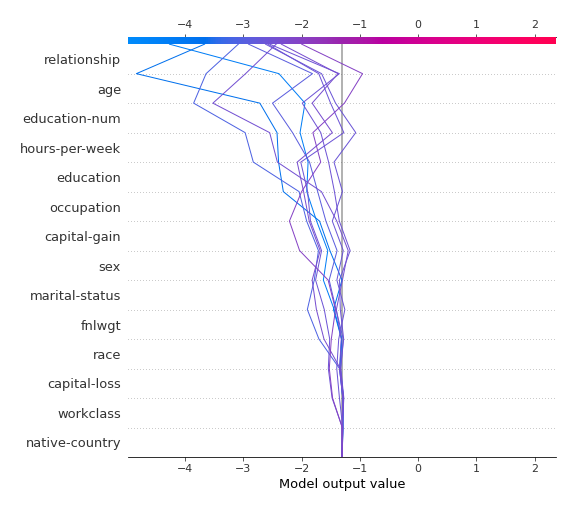 −4 −3 −2 −1 0 1 2
relationship
age
education-num
hours-per-week
education
occupation
capital-gain
sex
marital-status
fnlwgt
race
capital-loss
workclass
native-country
−4 −3 −2 −1 0 1 2
Model output value